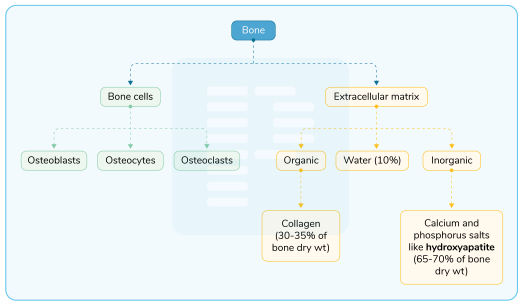 Bone
Bone cells
Extracellular matrix
Osteoblasts
Osteocytes
Osteoclasts
Organic
Water (10%)
Inorganic
Collagen
(30-35% of
bone dry wt)
Calcium and
phosphorus salts
like hydroxyapatite
(65-70% of bone
dry wt)